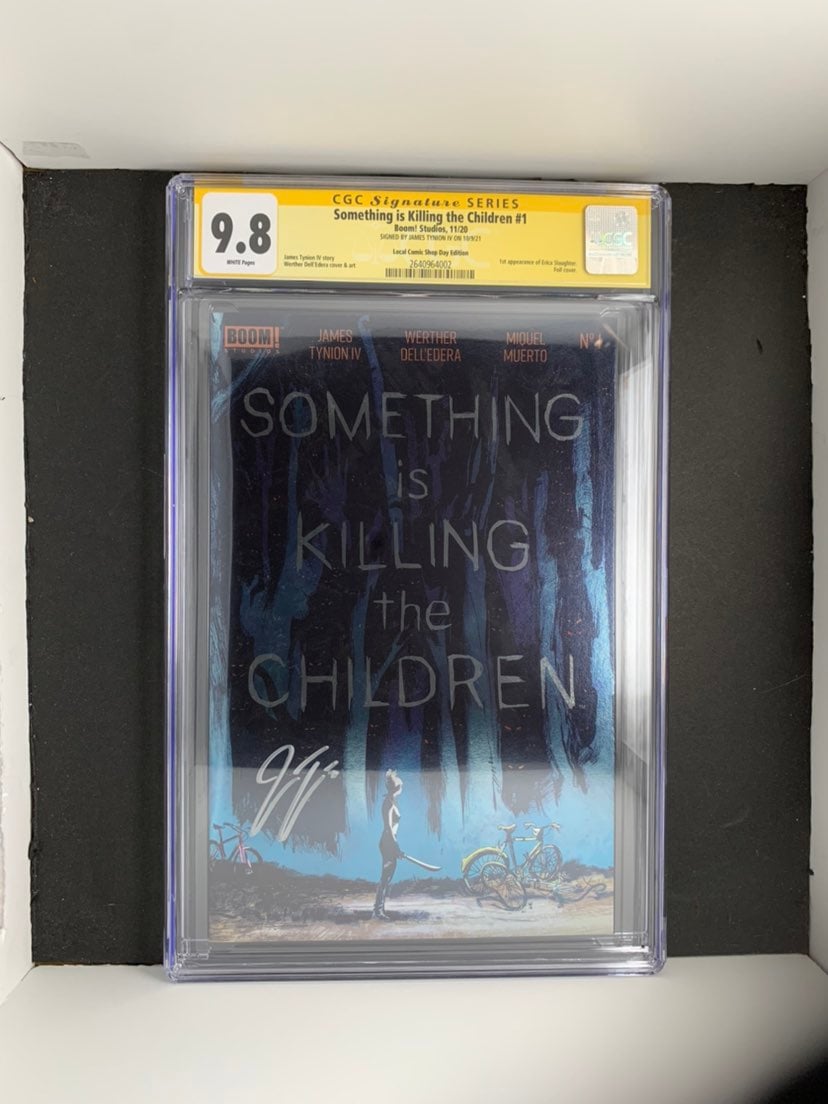 CGC Signature SERIES
Something is Killing the Children #1
Boom! Studios, 11/20
SIGNED BY JAMES TYNION IV ON 10/9/21
9.8
WHITE Pages
James Tynion IV story
Werther Dell'Edera cover & art
Local Comic Shop Day Edition
2640964002
1st appearance of Erica Slaughter.
Foil cover.
CGC
BOOM!
STUDIOS
JAMES
TYNION IV
WERTHER
DELL'EDERA
MIQUEL
MUERTO
Nº1
SOMETHING
is
KILLING
the
CHILDREN